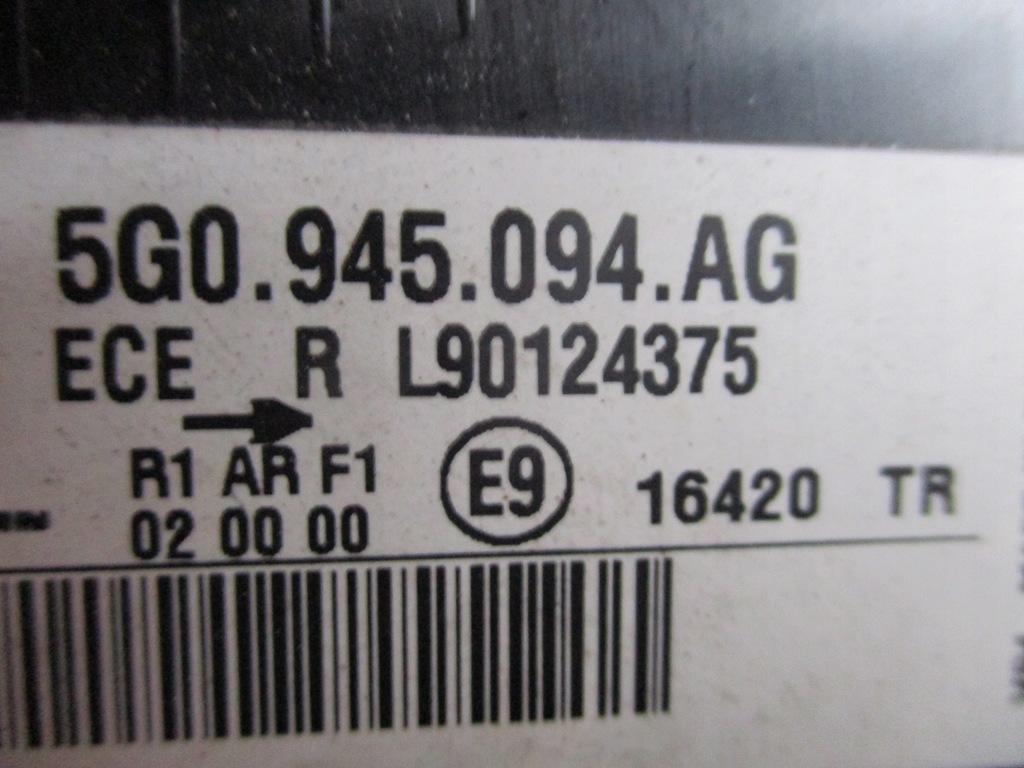 5G0.945.094.AG
ECE R L90124375
R1 AR F1 E9 16420 TR
02 00 00